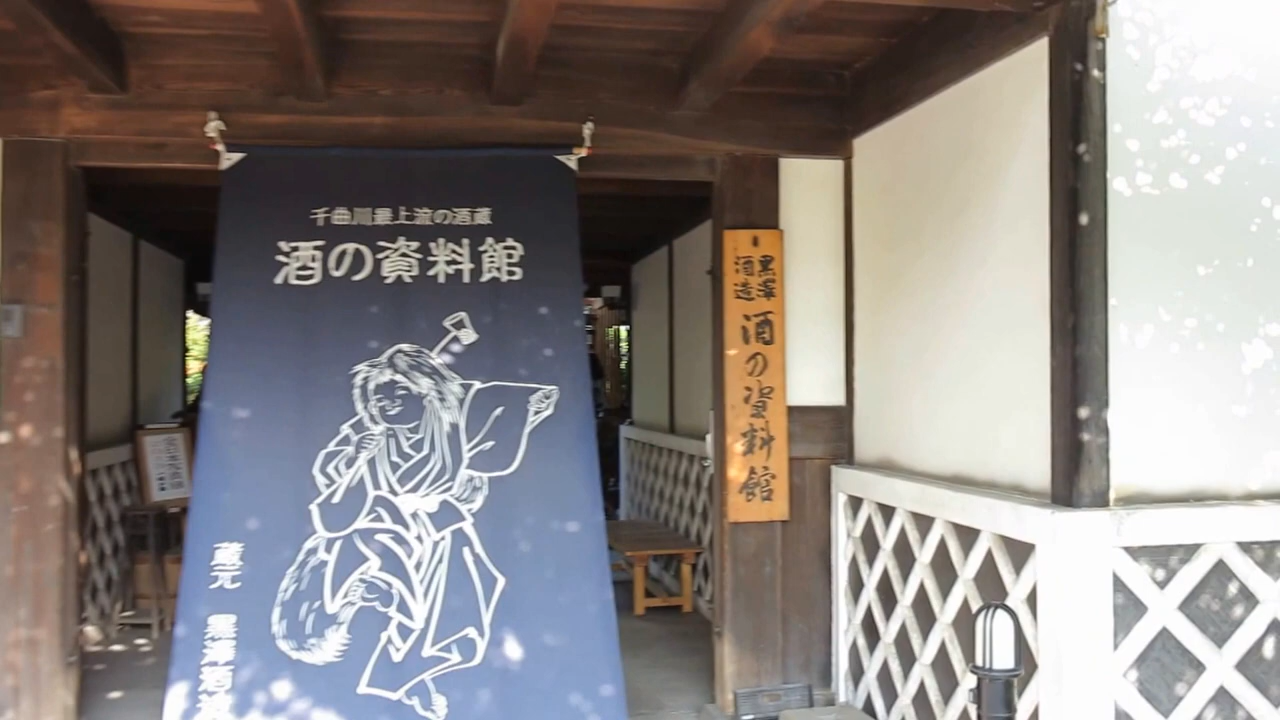 千曲川最上流の酒蔵
酒の資料館
蔵元 黒澤酒造
黒澤
酒造
酒の資料館